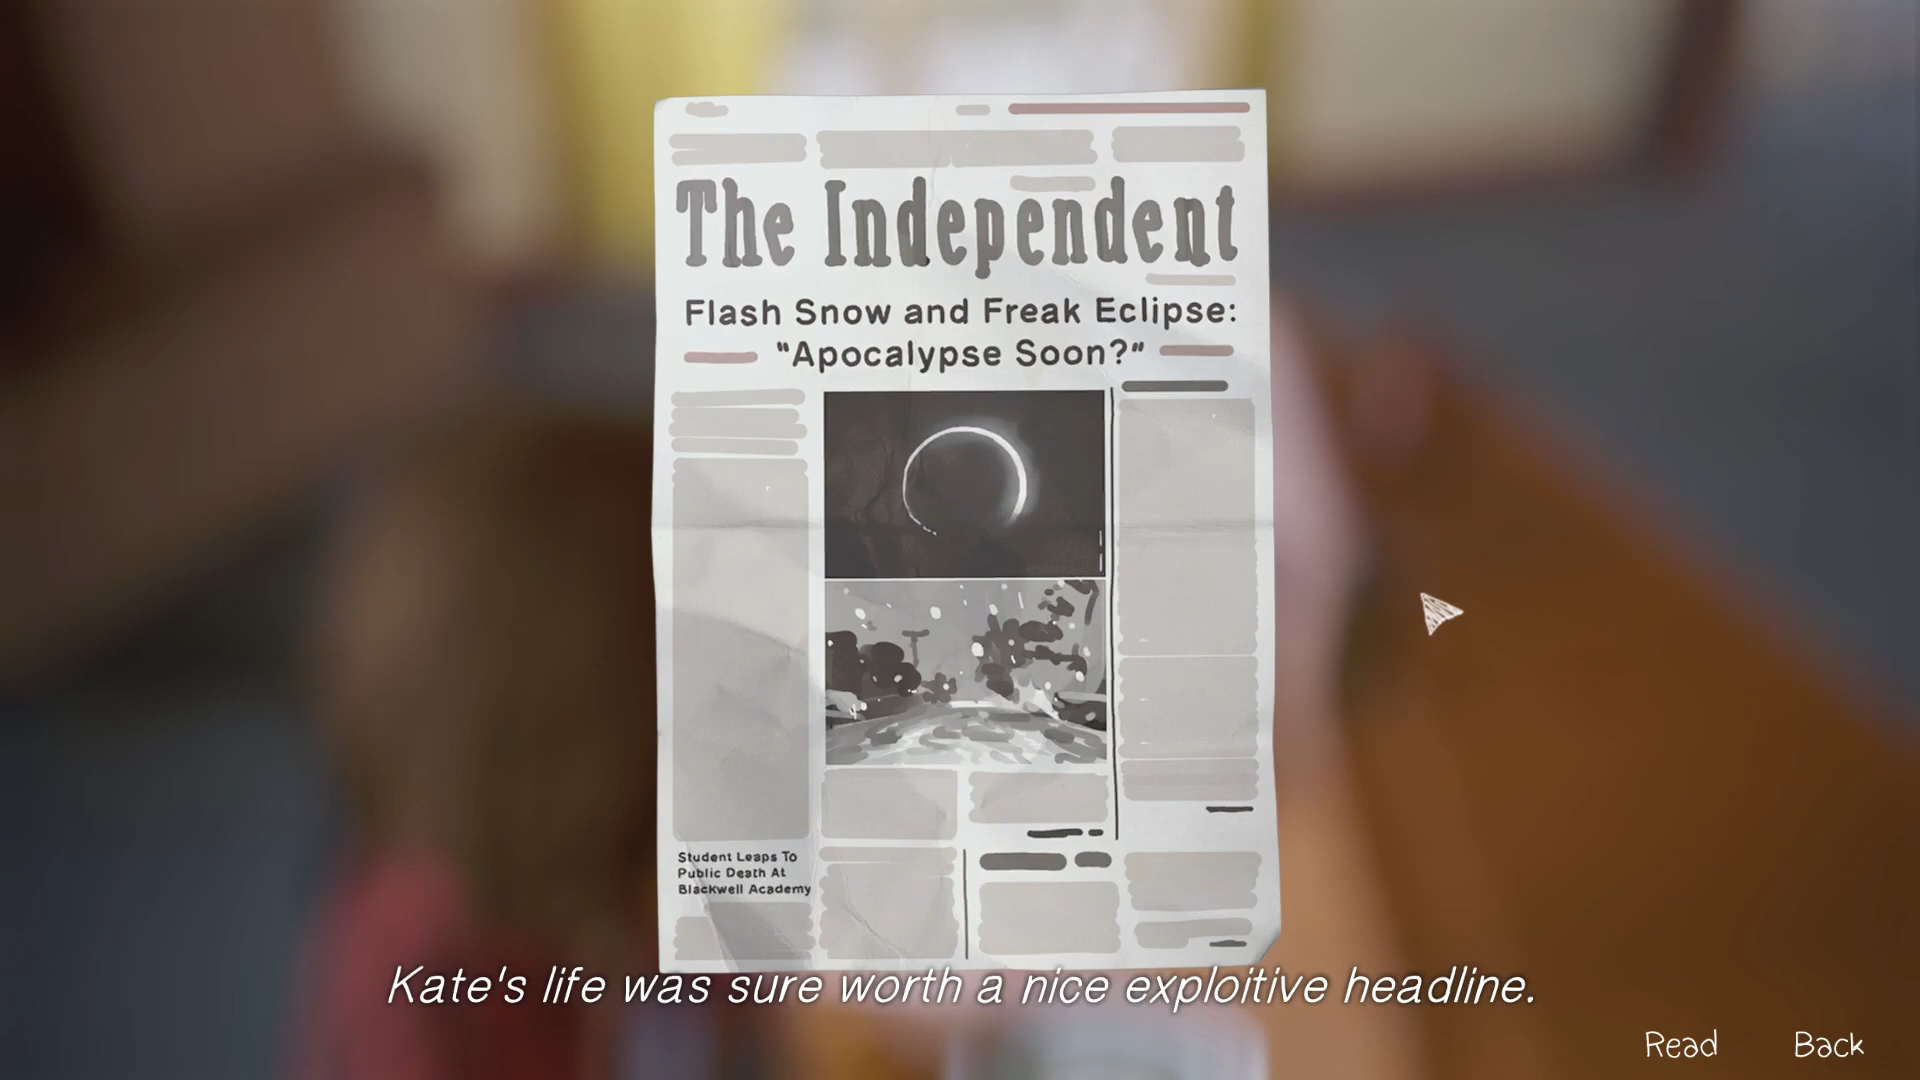 The Independent
Flash Snow and Freak Eclipse:
"Apocalypse Soon?"
Student Leaps To
Public Death At
Blackwell Academy
Kate's life was sure worth a nice exploitive headline.
Read Back